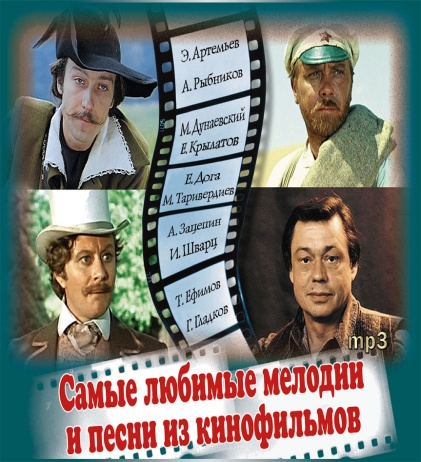 Э. Артемьев
А. Рыбников
М. Дунаевский
Е. Крылатов
Е. Дога
М. Таривердиев
А. Зацепин
И. Шварц
Т. Ефимов
Г. Гладков
mp3
Самые любимые мелодии
и песни из кинофильмов